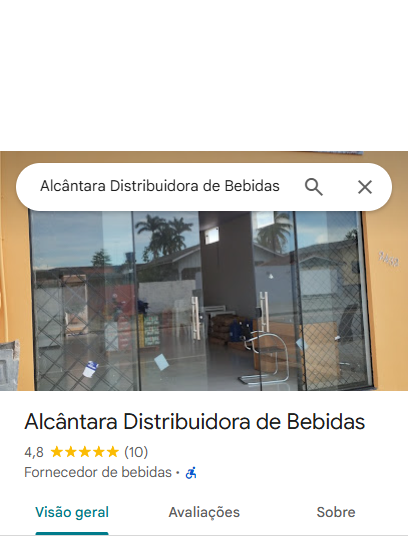 Alcântara Distribuidora de Bebidas
Alcântara Distribuidora de Bebidas
4,8 (10)
Fornecedor de bebidas ·
Visão geral Avaliações Sobre